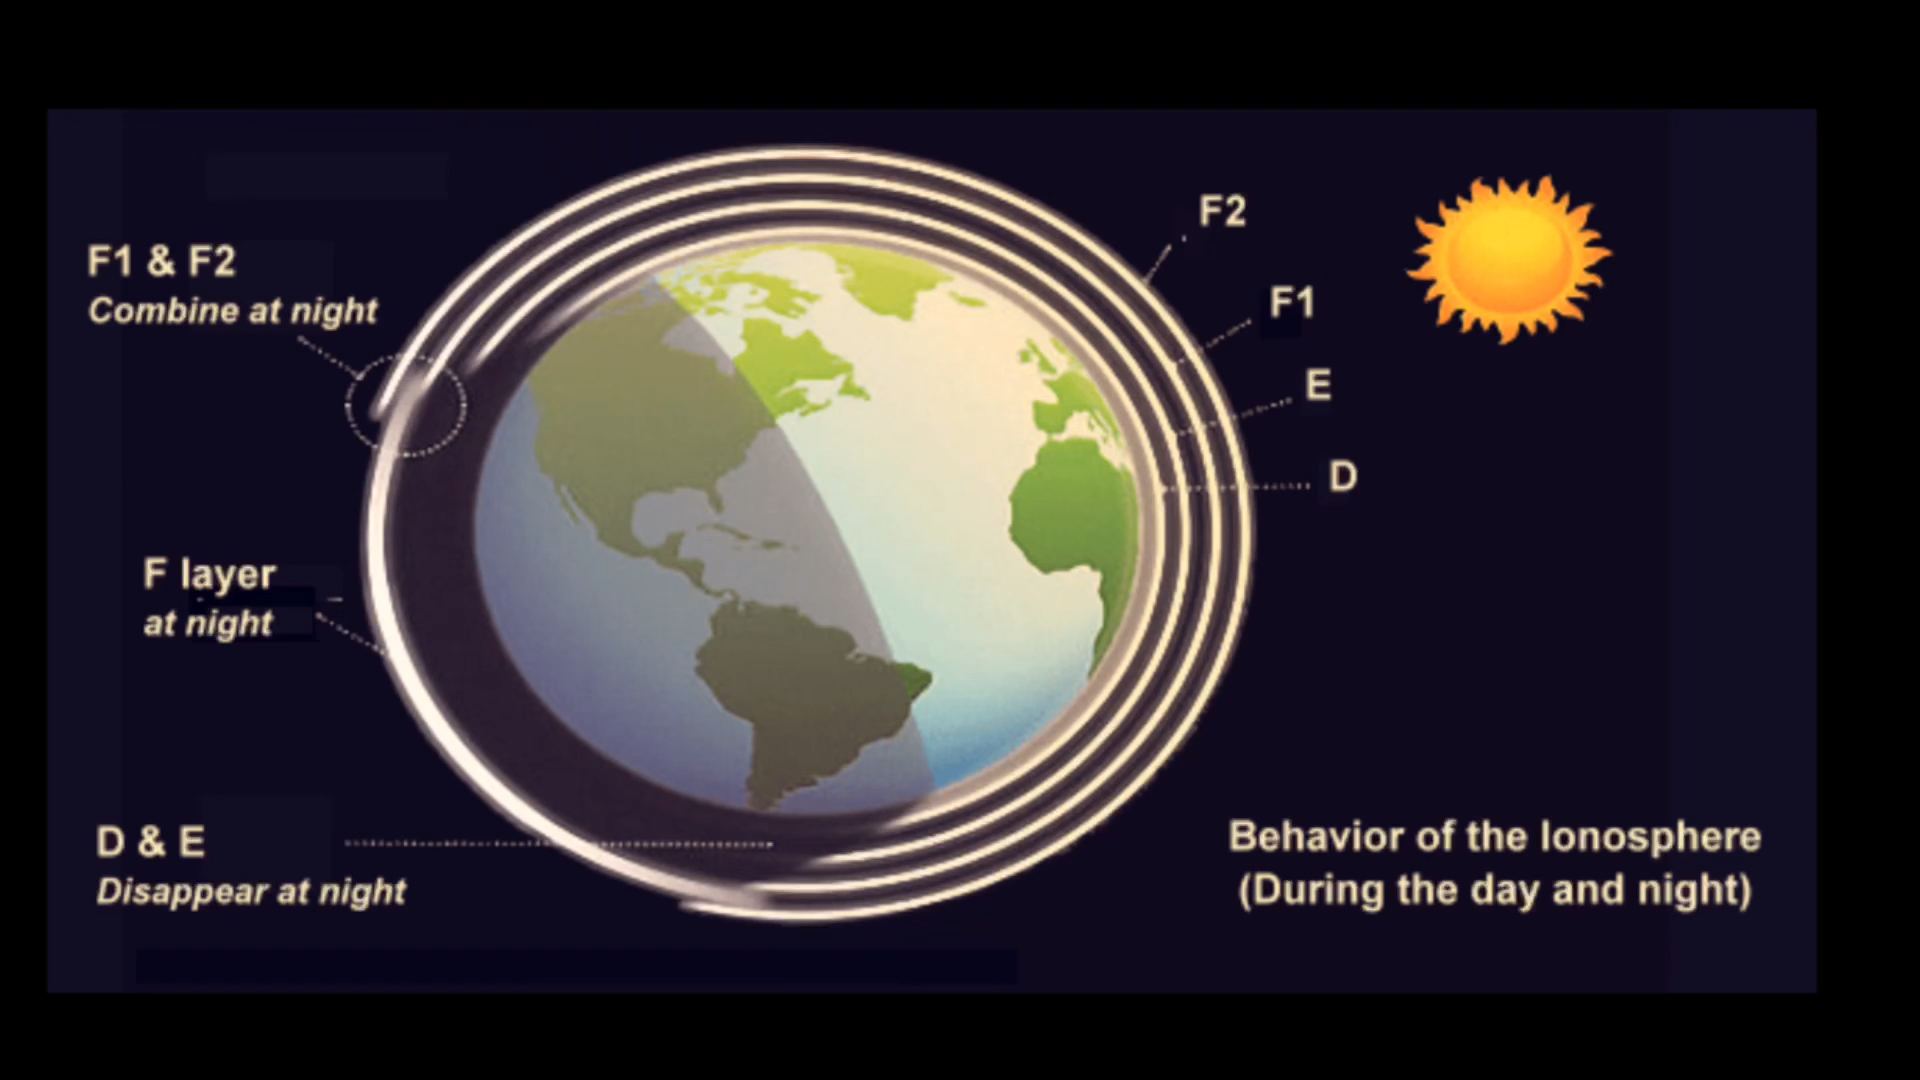 F2
F1 & F2
Combine at night
F1
E
D
F layer
at night
D & E
Disappear at night
Behavior of the Ionosphere
(During the day and night)